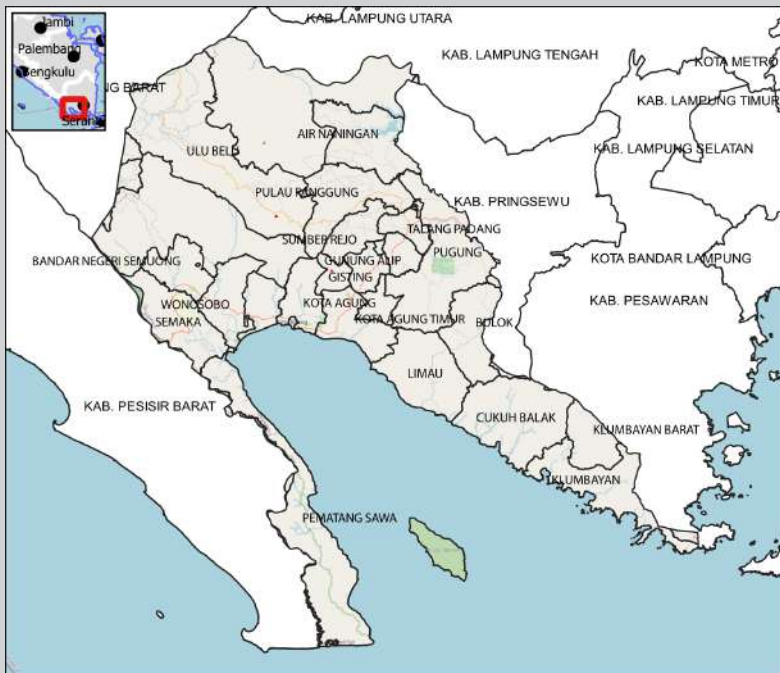 Jambi
Palembang
Bengkulu
Serang
KAB. LAMPUNG UTARA
KAB. LAMPUNG TENGAH
KOTA METRO
NG BARAT
KAB. LAMPUNG TIMUR
AIR NANINGAN
ULU BELU
KAB. LAMPUNG SELATAN
PULAU PANGGUNG
KAB. PRINGSEWU
TALANG PADANG
SUMBER REJO
PUGUNG
BANDAR NEGERI SEMUONG
GUNUNG ALIP
KOTA BANDAR LAMPUNG
GISTING
WONOSOBO
KOTA AGUNG
KAB. PESAWARAN
SEMAKA
KOTA AGUNG TIMUR
BULOK
LIMAU
KAB. PESISIR BARAT
CUKUH BALAK
KLUMBAYAN BARAT
KLUMBAYAN
PEMATANG SAWA